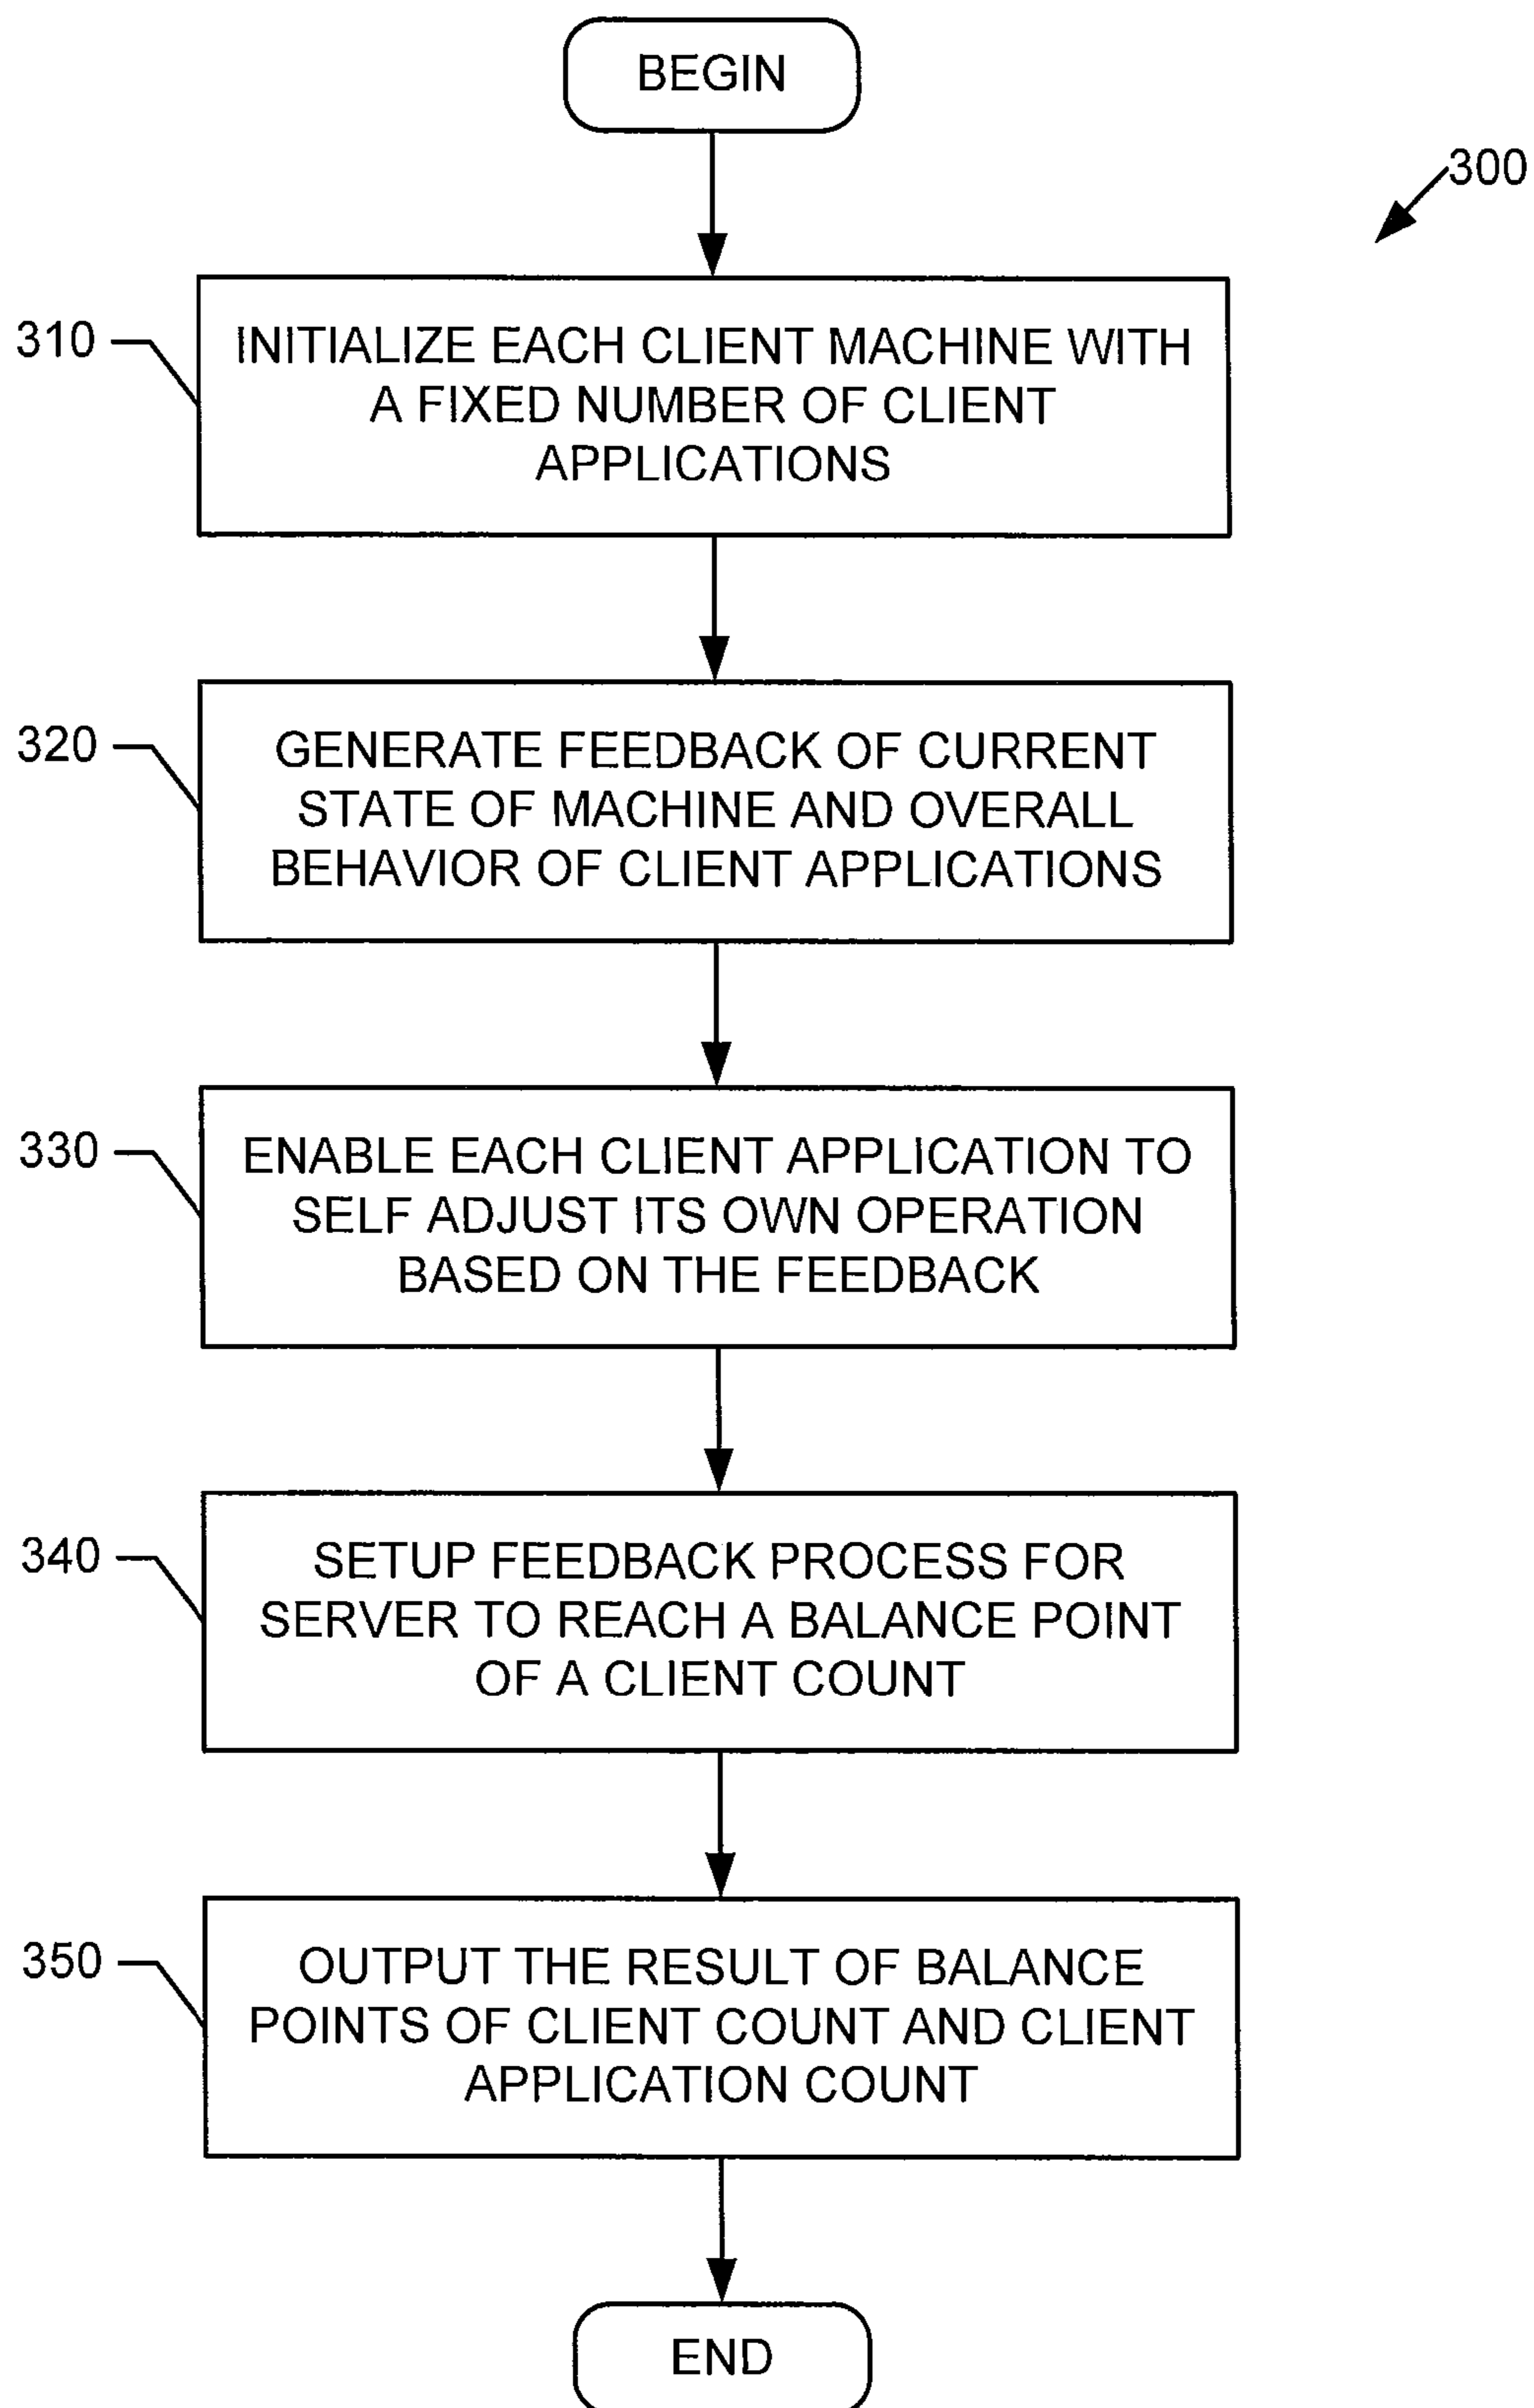 BEGIN
300
310
INITIALIZE EACH CLIENT MACHINE WITH
A FIXED NUMBER OF CLIENT
APPLICATIONS
320
GENERATE FEEDBACK OF CURRENT
STATE OF MACHINE AND OVERALL
BEHAVIOR OF CLIENT APPLICATIONS
330
ENABLE EACH CLIENT APPLICATION TO
SELF ADJUST ITS OWN OPERATION
BASED ON THE FEEDBACK
340
SETUP FEEDBACK PROCESS FOR
SERVER TO REACH A BALANCE POINT
OF A CLIENT COUNT
350
OUTPUT THE RESULT OF BALANCE
POINTS OF CLIENT COUNT AND CLIENT
APPLICATION COUNT
END